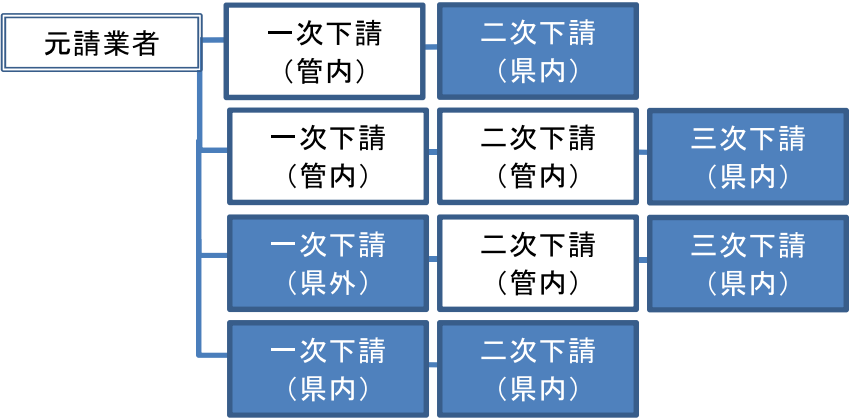 元請業者
一次下請
（管内）
二次下請
（県内）
一次下請
（管内）
二次下請
（管内）
三次下請
（県内）
一次下請
（県外）
二次下請
（管内）
三次下請
（県内）
一次下請
（県内）
二次下請
（県内）